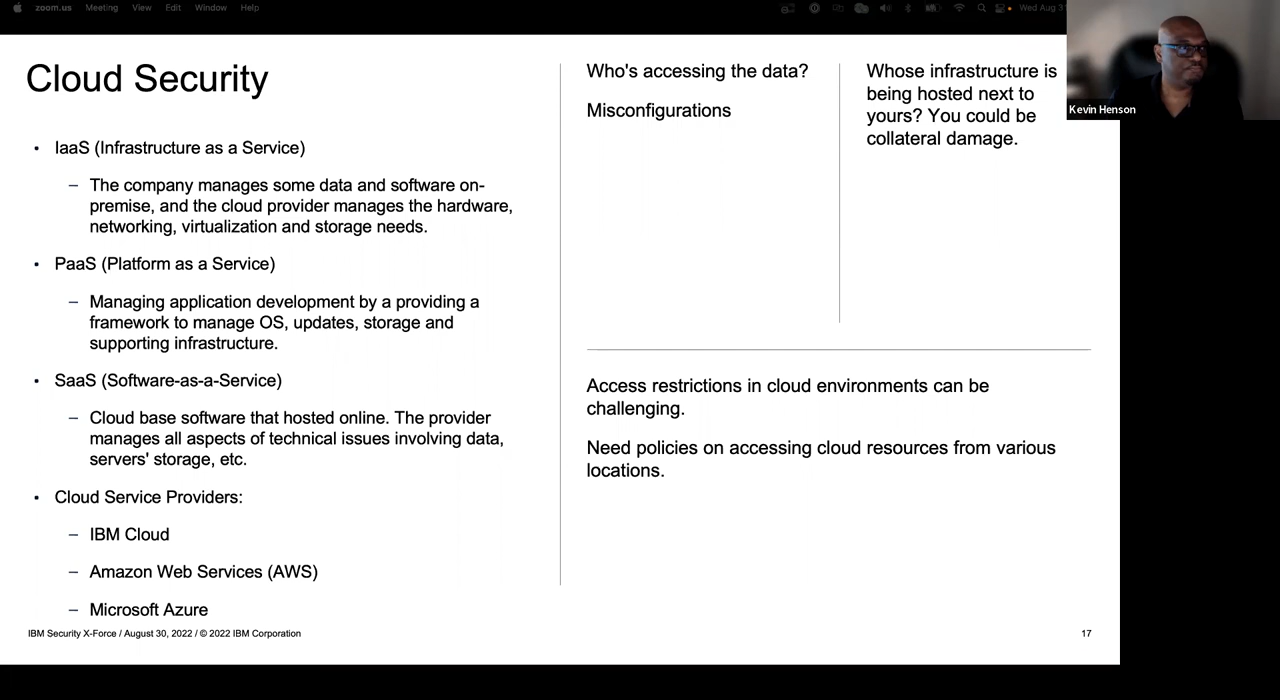 zoom.us Meeting View Edit Window Help
Wed Aug 31
Kevin Henson
Cloud Security
• IaaS (Infrastructure as a Service)
– The company manages some data and software on-
premise, and the cloud provider manages the hardware,
networking, virtualization and storage needs.
• PaaS (Platform as a Service)
– Managing application development by a providing a
framework to manage OS, updates, storage and
supporting infrastructure.
• SaaS (Software-as-a-Service)
– Cloud base software that hosted online. The provider
manages all aspects of technical issues involving data,
servers' storage, etc.
• Cloud Service Providers:
– IBM Cloud
– Amazon Web Services (AWS)
– Microsoft Azure
Who's accessing the data?
Misconfigurations
Whose infrastructure is
being hosted next to
yours? You could be
collateral damage.
Access restrictions in cloud environments can be
challenging.
Need policies on accessing cloud resources from various
locations.
IBM Security X-Force / August 30, 2022 / © 2022 IBM Corporation
17